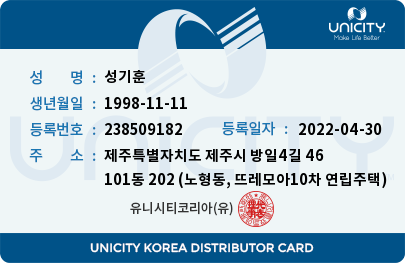 UNICITY
Make Life Better
성 명 : 성기훈
생년월일 : 1998-11-11
등록번호 : 238509182 등록일자 : 2022-04-30
주 소 : 제주특별자치도 제주시 방일4길 46
101동 202 (노형동, 뜨레모아10차 연립주택)
유니시티코리아(유)
UNICITY KOREA DISTRIBUTOR CARD